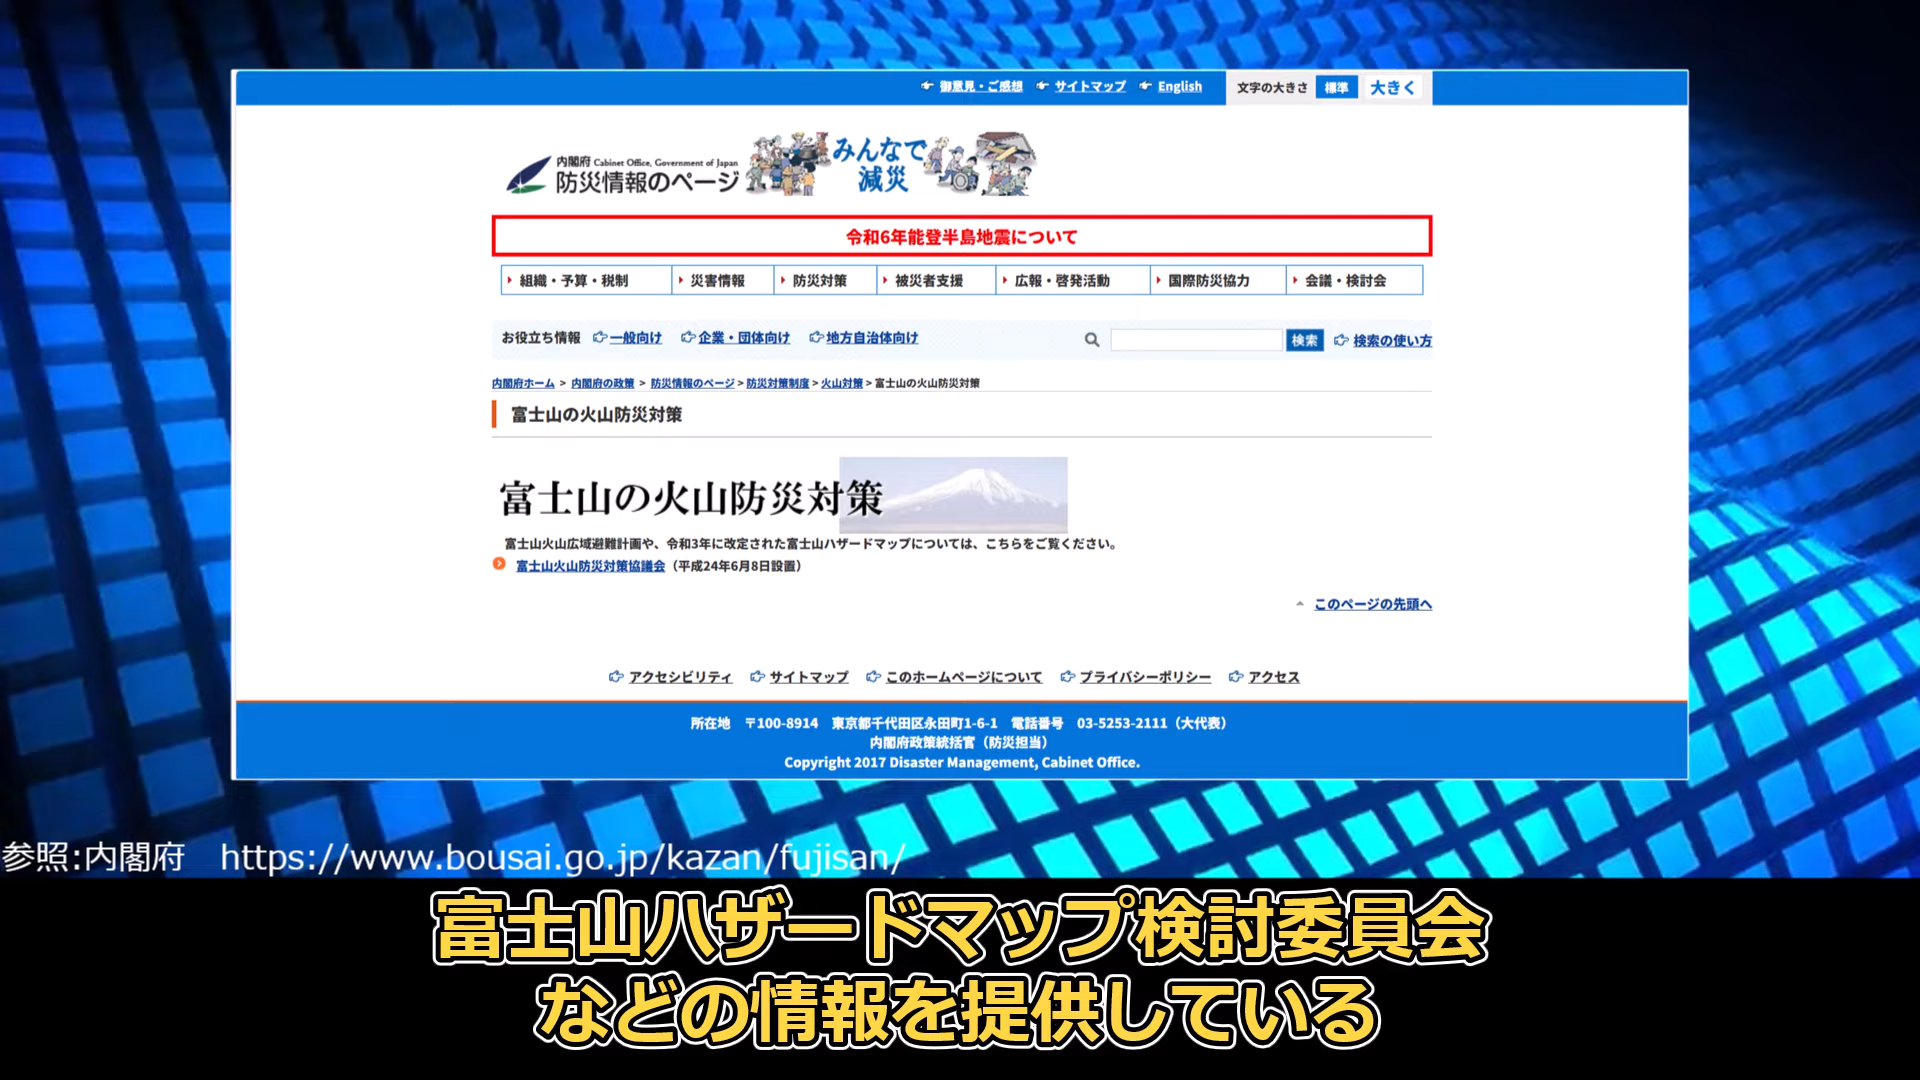 御意見・ご感想 サイトマップ English 文字の大きさ 標準 大きく
内閣府 Cabinet Office, Government of Japan
防災情報のページ
みんなで
減災
令和6年能登半島地震について
組織・予算・税制 災害情報 防災対策 被災者支援 広報・啓発活動 国際防災協力 会議・検討会
お役立ち情報 一般向け 企業・団体向け 地方自治体向け 検索 検索の使い方
内閣府ホーム > 内閣府の政策 > 防災情報のページ > 防災対策制度 > 火山対策 > 富士山の火山防災対策
富士山の火山防災対策
富士山の火山防災対策
富士山火山広域避難計画や、令和3年に改定された富士山ハザードマップについては、こちらをご覧ください。
富士山火山防災対策協議会（平成24年6月8日設置）
このページの先頭へ
アクセシビリティ サイトマップ このホームページについて プライバシーポリシー アクセス
所在地 〒100-8914 東京都千代田区永田町1-6-1 電話番号 03-5253-2111（大代表）
内閣府政策統括官（防災担当）
Copyright 2017 Disaster Management, Cabinet Office.
参照:内閣府 https://www.bousai.go.jp/kazan/fujisan/
富士山ハザードマップ検討委員会
などの情報を提供している